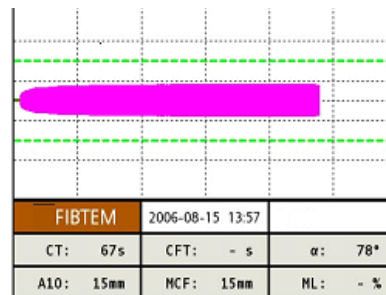 FIBTEM 2006-08-15 13:57
CT: 67s CFT: - s α: 78°
A10: 15mm MCF: 15mm ML: - %